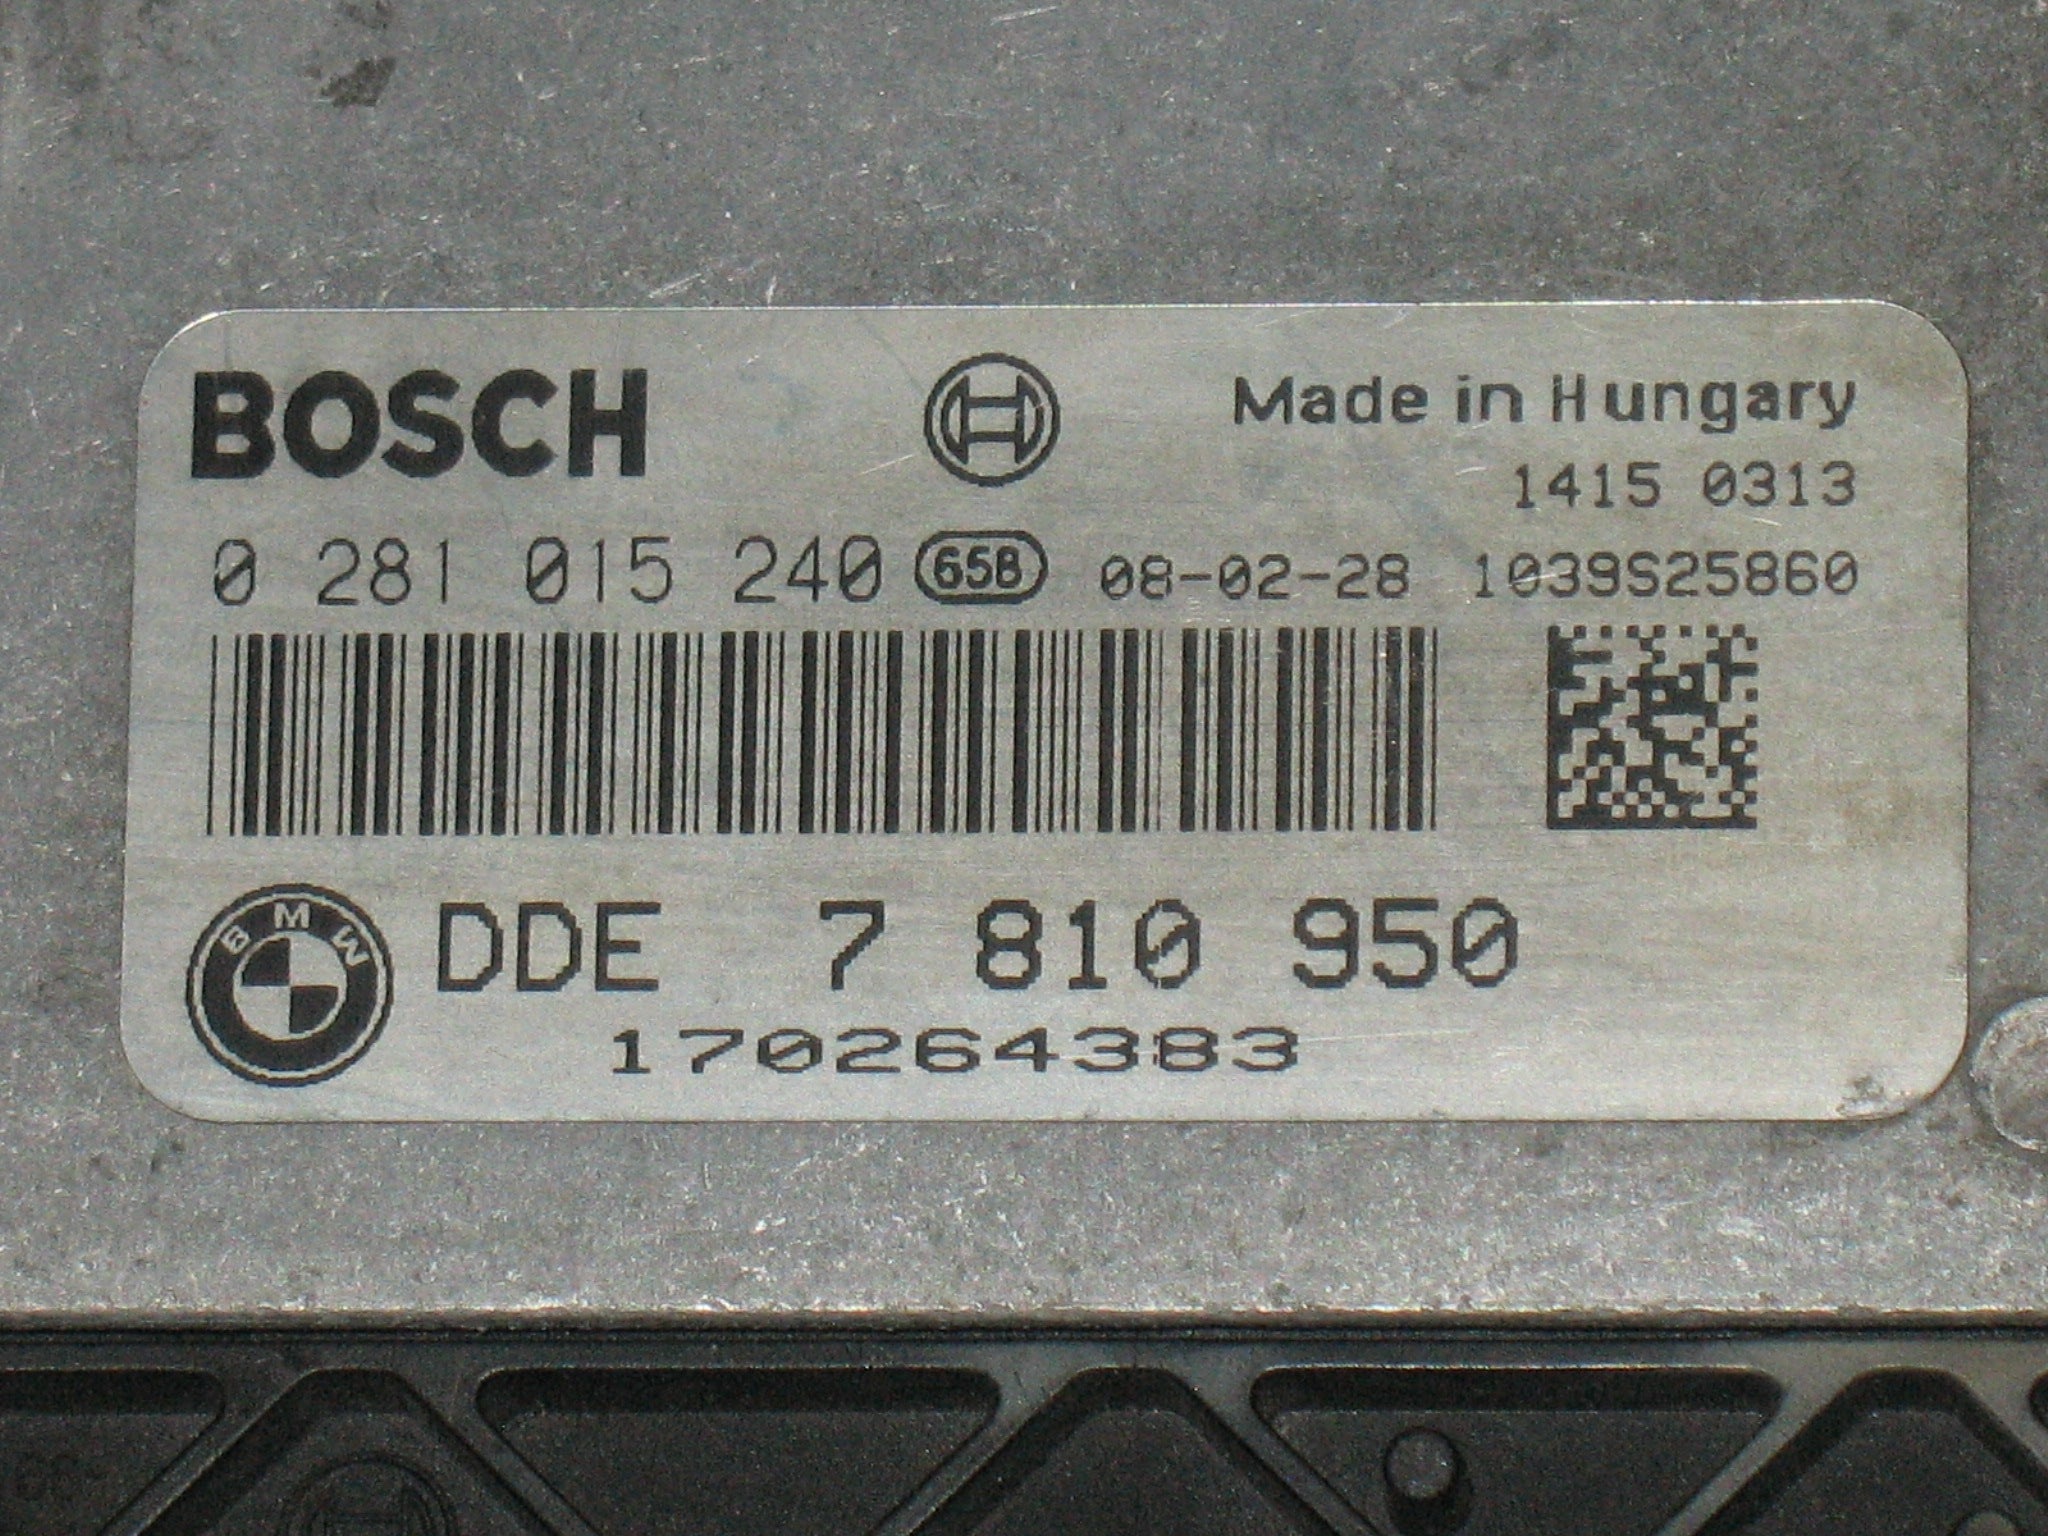 BOSCH Made in Hungary
1415 0313
0 281 015 240 658 08-02-28 1039S25860
BMW DDE 7 810 950
170264383